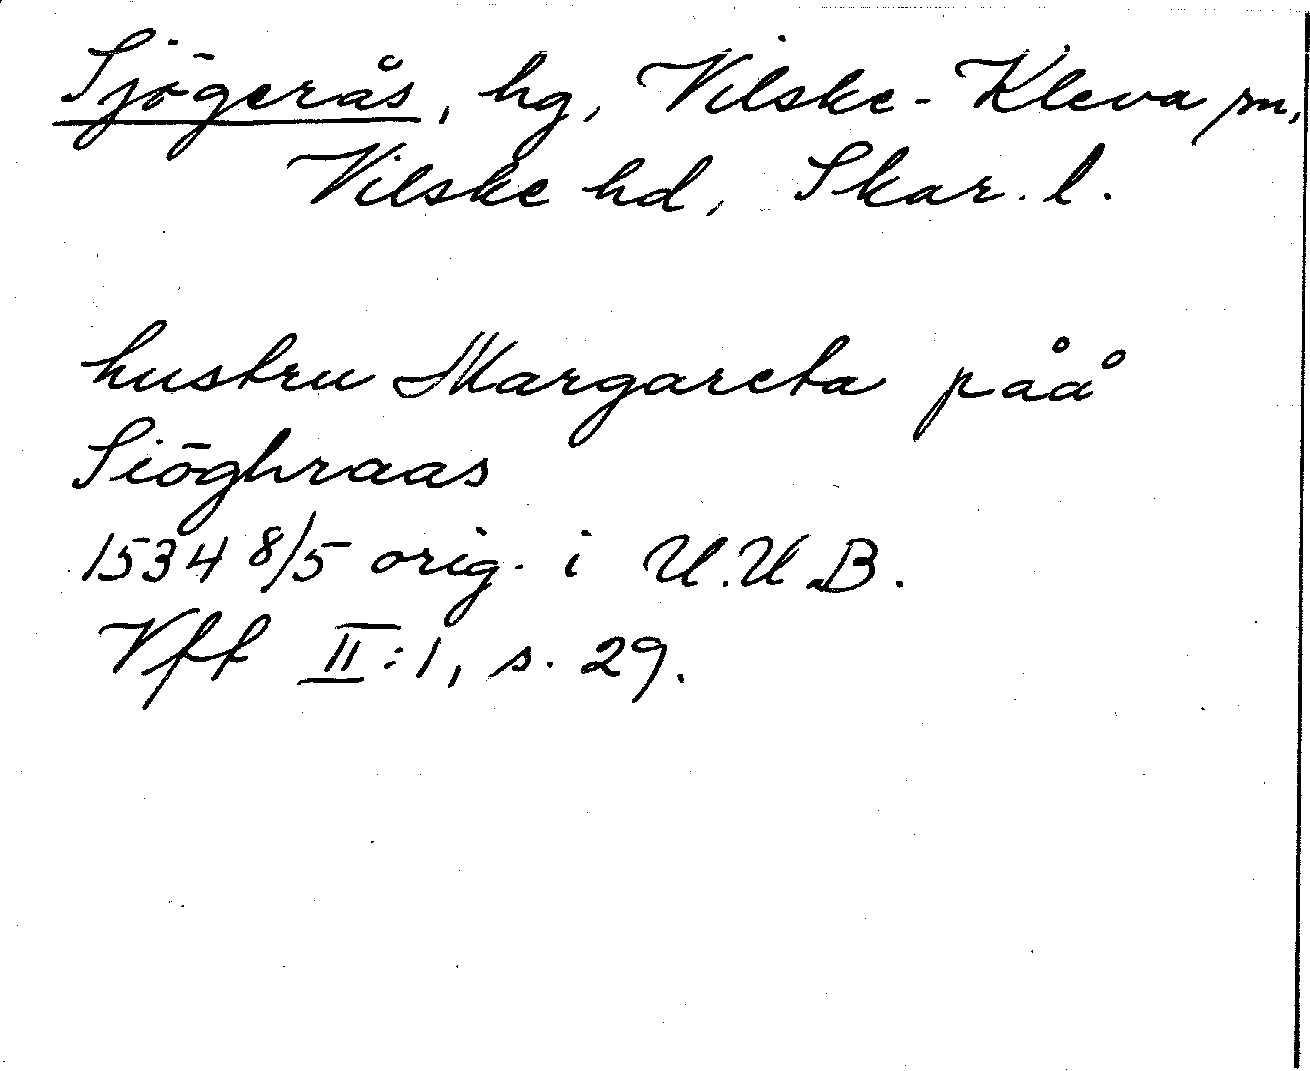 Sjögerås, hg, Vilske-Kleva sn,
Vilske hd, Skar. l.
hustru Margareta påå
Siöghraas
1534 8/5 orig. i U.U.B.
Vff II:1, s. 29.